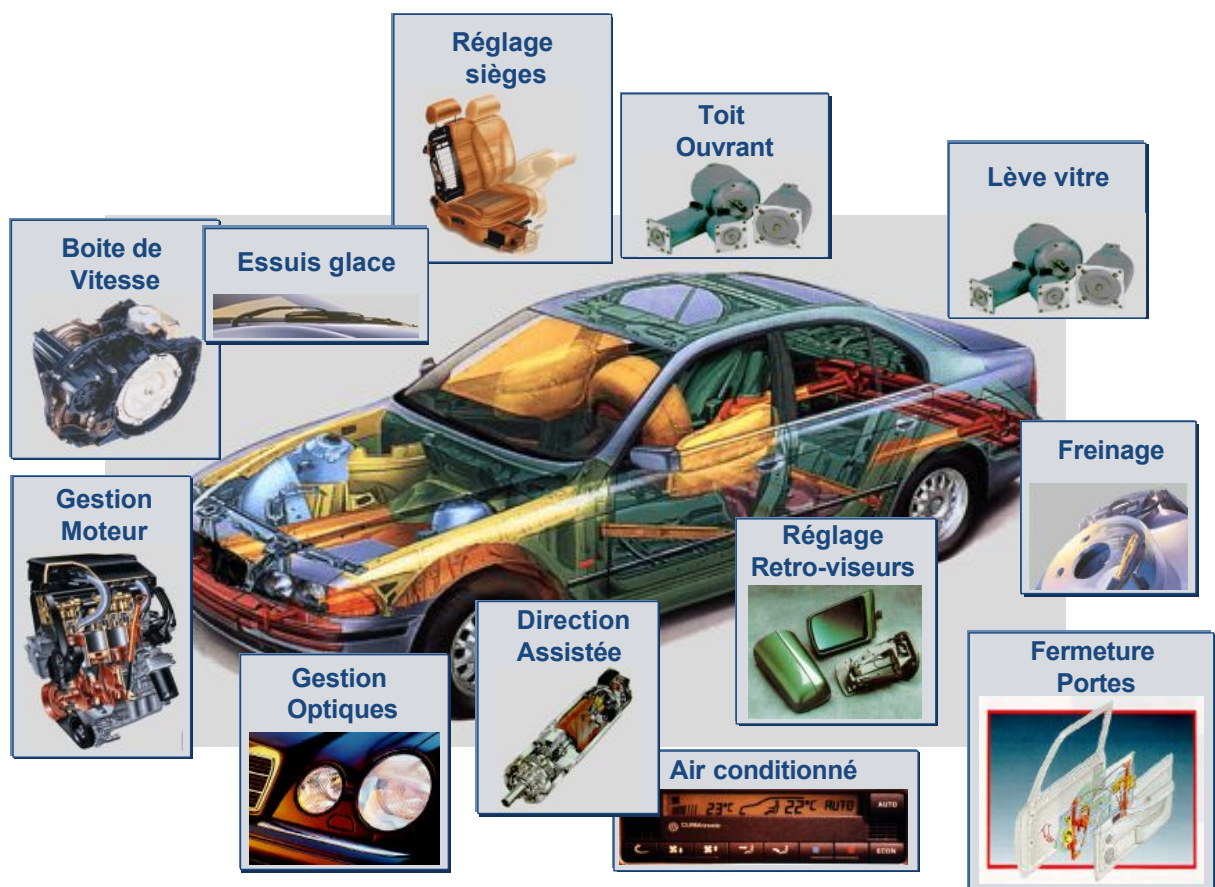 Réglage
sièges
Toit
Ouvrant
Lève vitre
Boite de
Vitesse
Essuis glace
Freinage
Gestion
Moteur
Réglage
Retro-viseurs
Direction
Assistée
Fermeture
Portes
Gestion
Optiques
Air conditionné
23°C 22°C AUTO AUTO
CLIMAtronic
ECON